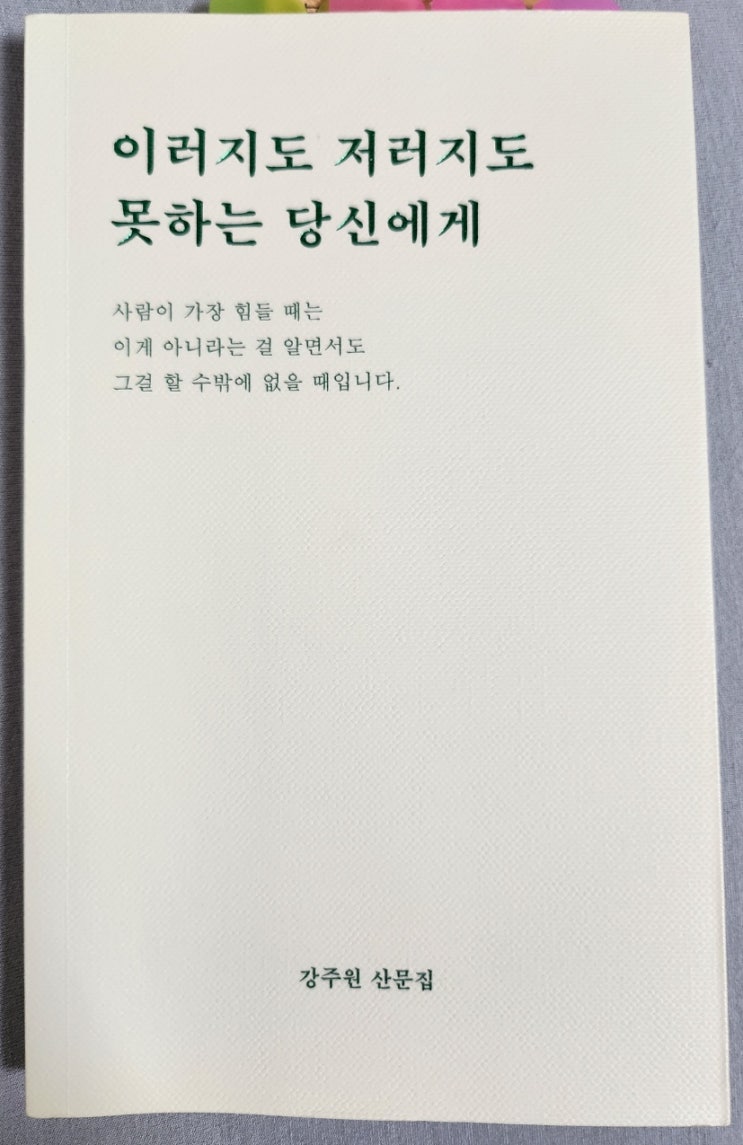 이러지도 저러지도
못하는 당신에게
사람이 가장 힘들 때는
이게 아니라는 걸 알면서도
그걸 할 수밖에 없을 때입니다.
강주원 산문집